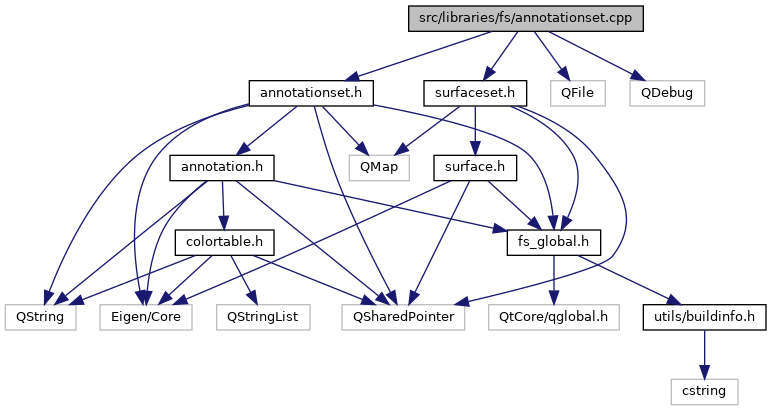 src/libraries/fs/annotationset.cpp
annotationset.h
surfaceset.h
QFile
QDebug
annotation.h
QMap
surface.h
colortable.h
fs_global.h
QString
Eigen/Core
QStringList
QSharedPointer
QtCore/qglobal.h
utils/buildinfo.h
cstring